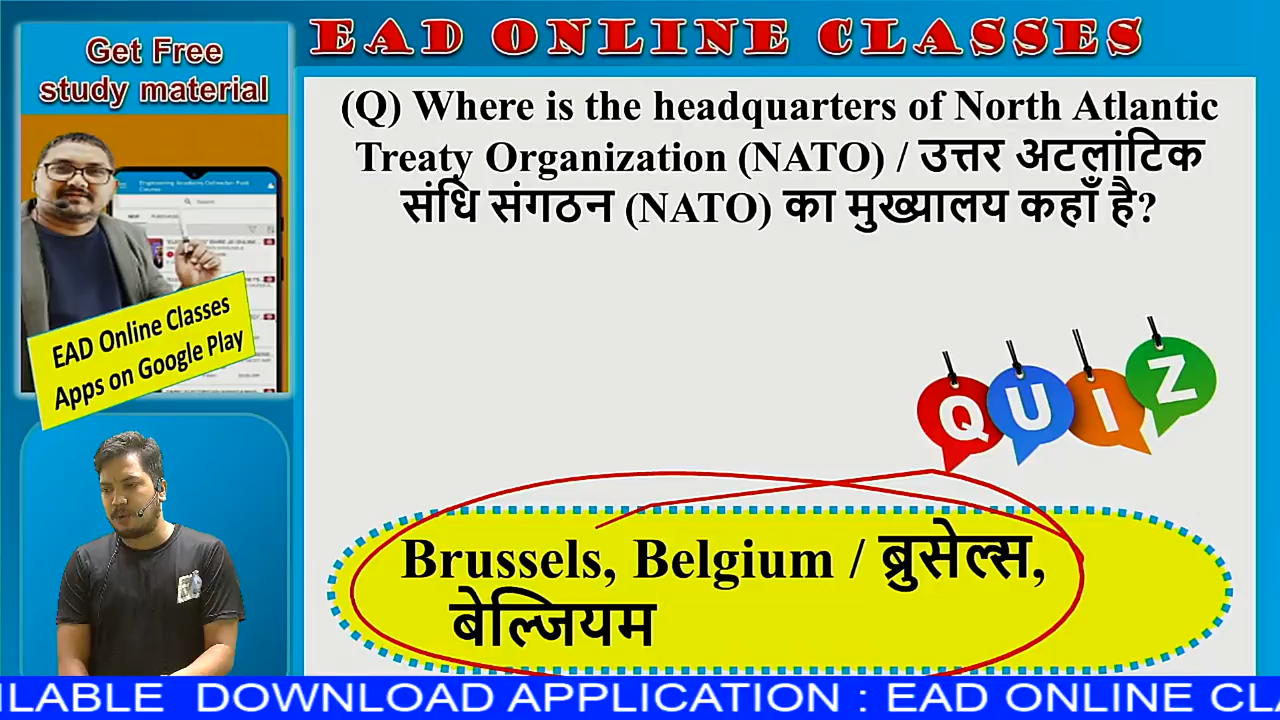 EAD ONLINE CLASSES
Get Free
study material
EAD Online Classes
Apps on Google Play
(Q) Where is the headquarters of North Atlantic
Treaty Organization (NATO) / उत्तर अटलांटिक
संधि संगठन (NATO) का मुख्यालय कहाँ है?
QUIZ
Brussels, Belgium / ब्रुसेल्स,
बेल्जियम
ILABLE DOWNLOAD APPLICATION : EAD ONLINE CLA